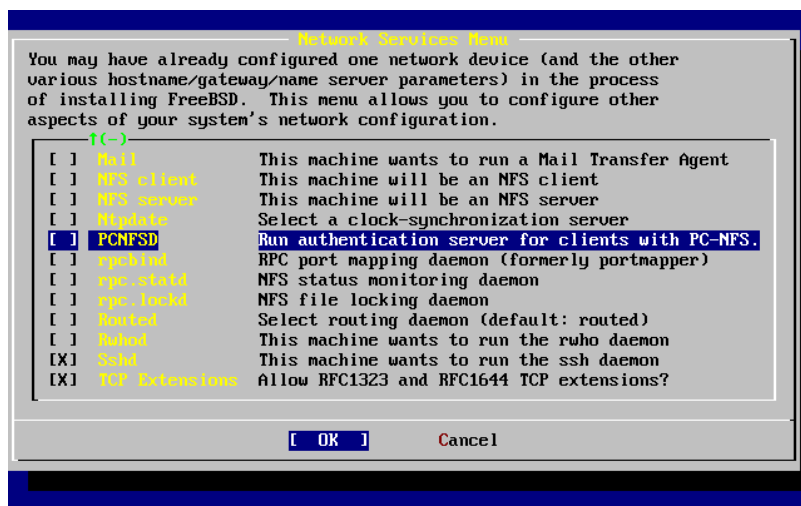 Network Services Menu
You may have already configured one network device (and the other
various hostname/gateway/name server parameters) in the process
of installing FreeBSD.  This menu allows you to configure other
aspects of your system's network configuration.
↑(-)
[ ] Mail This machine wants to run a Mail Transfer Agent
[ ] NFS client This machine will be an NFS client
[ ] NFS server This machine will be an NFS server
[ ] Ntpdate Select a clock-synchronization server
[ ] PCNFSD Run authentication server for clients with PC-NFS.
[ ] rpcbind RPC port mapping daemon (formerly portmapper)
[ ] rpc.statd NFS status monitoring daemon
[ ] rpc.lockd NFS file locking daemon
[ ] Routed Select routing daemon (default: routed)
[ ] Rwhod This machine wants to run the rwho daemon
[X] Sshd This machine wants to run the ssh daemon
[X] TCP Extensions Allow RFC1323 and RFC1644 TCP extensions?
[ OK ] Cancel